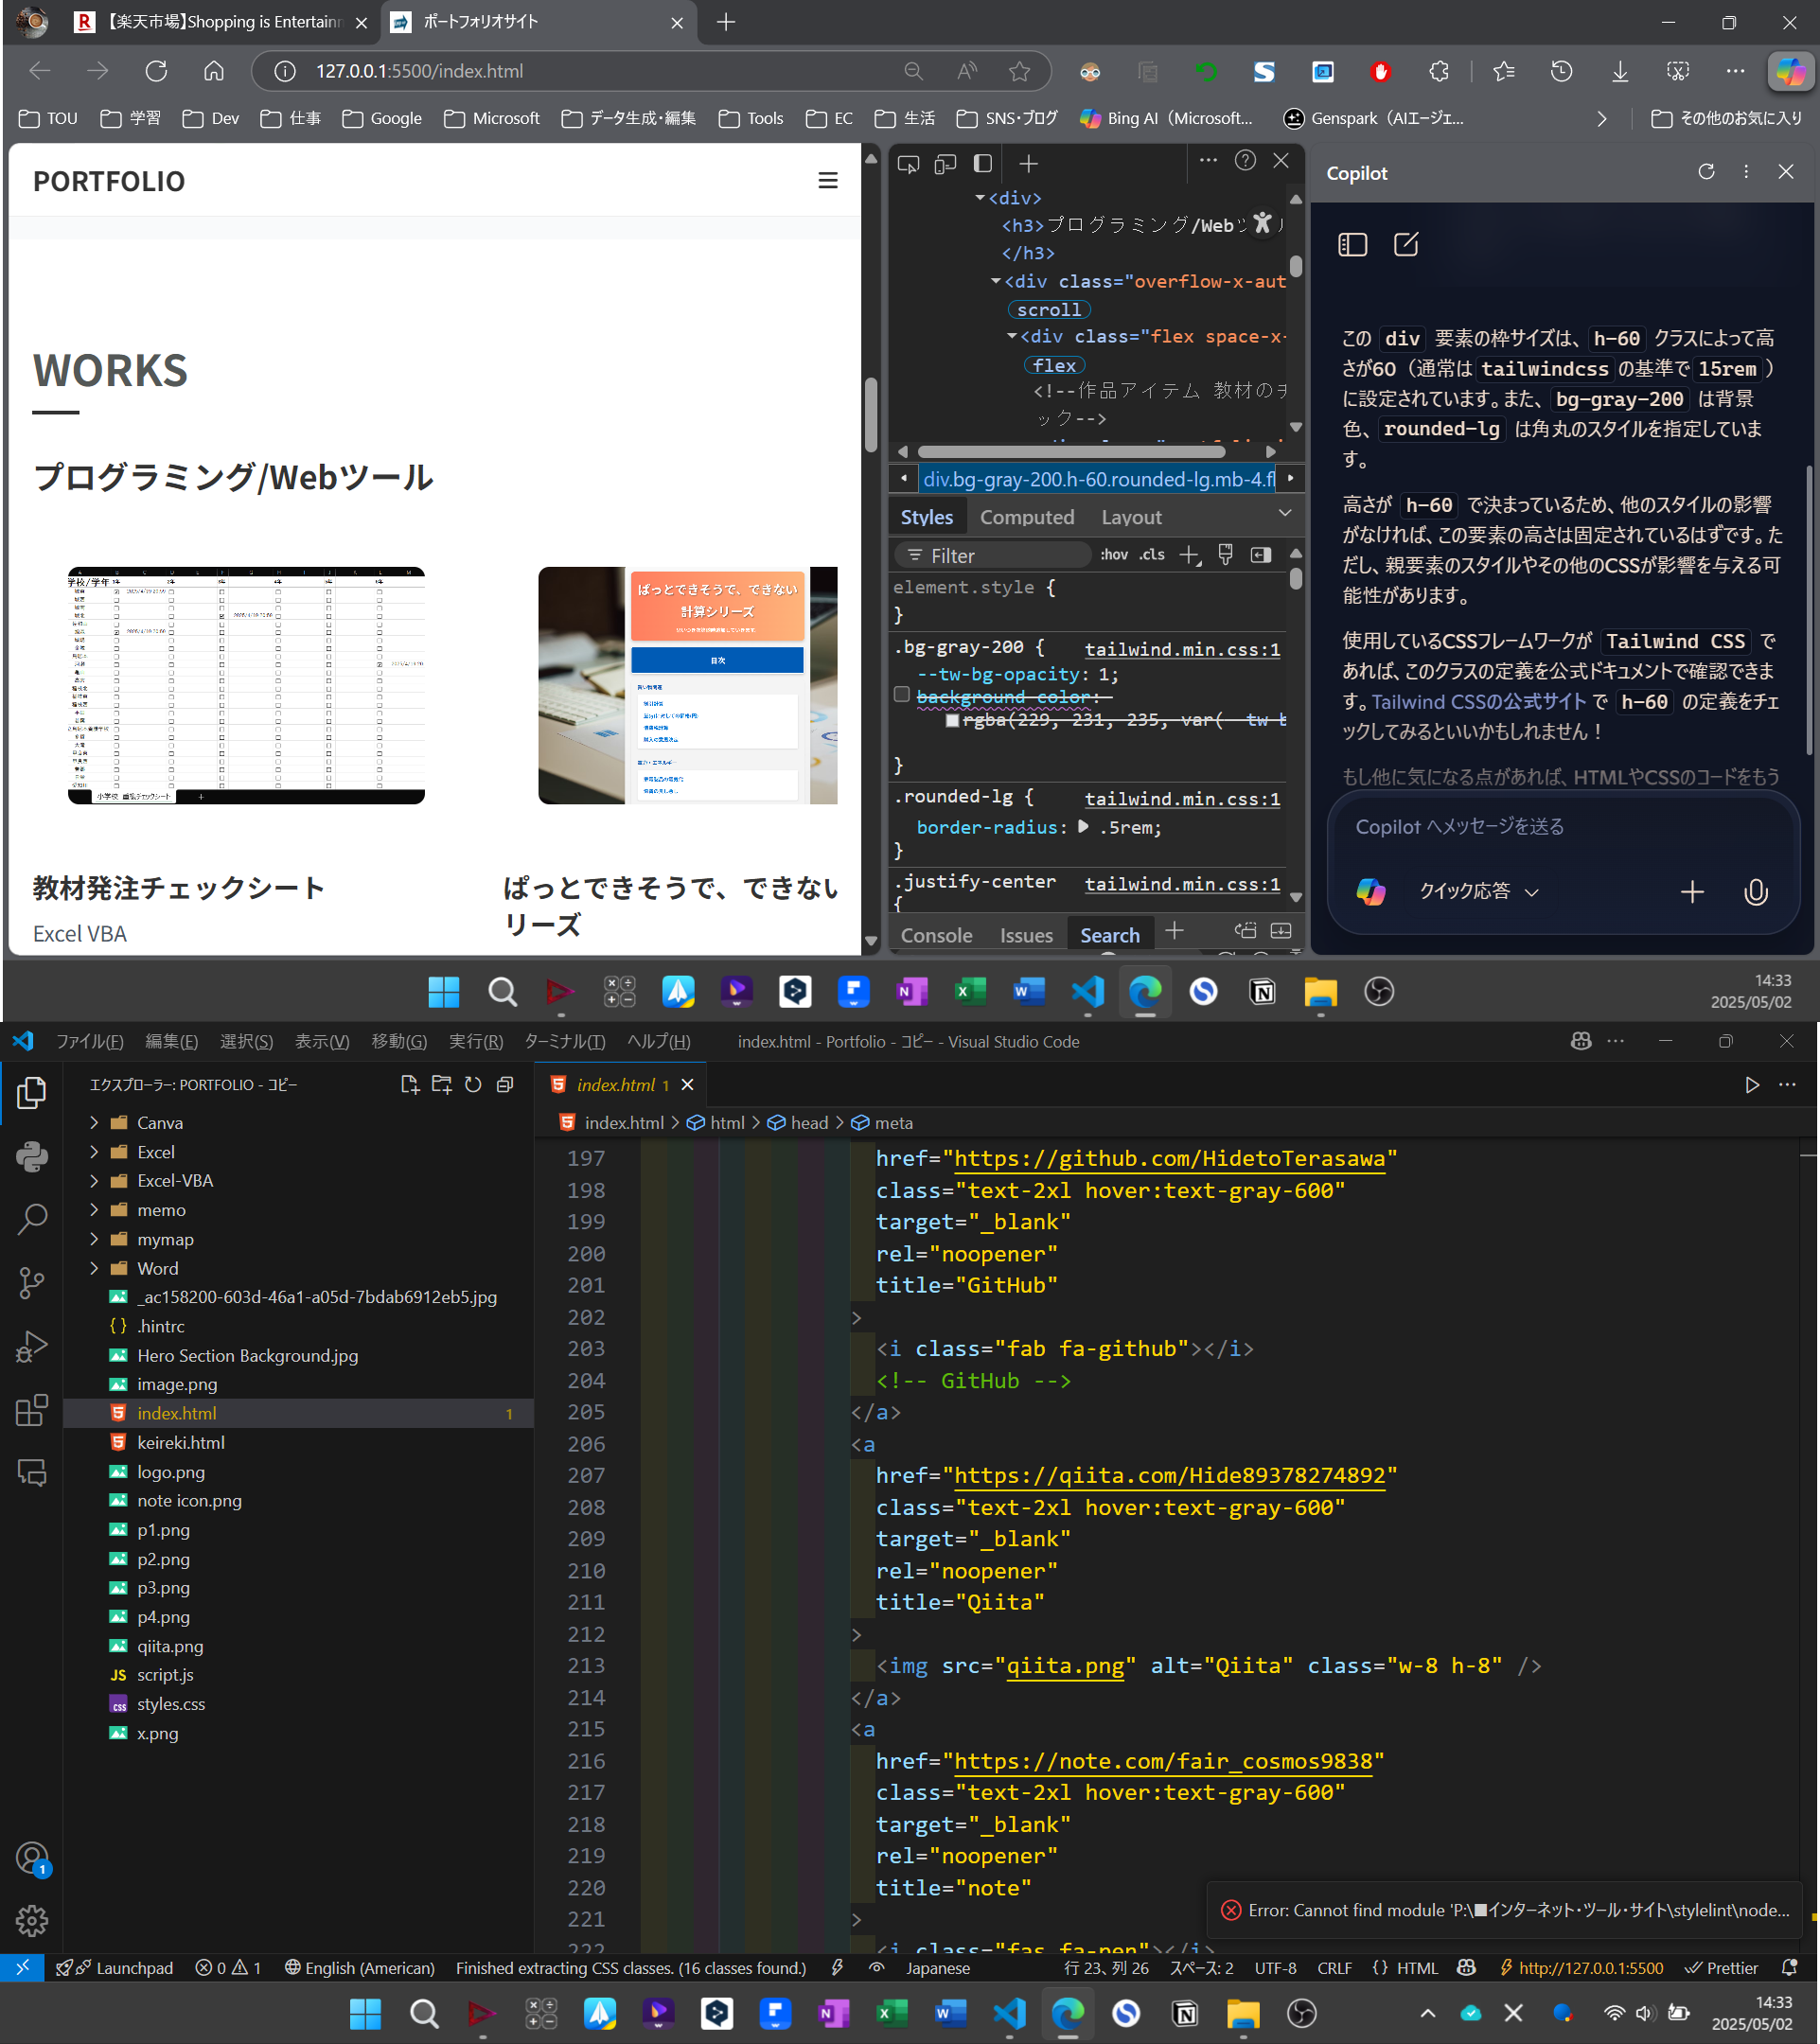 【楽天市場】Shopping is Entertainm
ポートフォリオサイト
127.0.0.1:5500/index.html
TOU
学習
Dev
仕事
Google
Microsoft
データ生成・編集
Tools
EC
生活
SNS・ブログ
Bing AI（Microsoft...
Genspark（AIエージェ...
その他のお気に入り
PORTFOLIO
WORKS
プログラミング/Webツール
学校/学年
小学校
ぱっとできそうで、できない
計算シリーズ
目次
教材発注チェックシート
Excel VBA
ぱっとできそうで、できない
リーズ
<div>
<h3>プログラミング/Webツール
</h3>
<div class="overflow-x-aut
scroll
<div class="flex space-x-
flex
<!--作品アイテム 教材のチ
ック-->
div.bg-gray-200.h-60.rounded-lg.mb-4.fl
Styles
Computed
Layout
Filter
:hov
.cls
element.style {
}
.bg-gray-200 {
tailwind.min.css:1
--tw-bg-opacity: 1;
background-color:
rgba(229, 231, 235, var(--tw-b
}
.rounded-lg {
tailwind.min.css:1
border-radius: .5rem;
}
.justify-center
tailwind.min.css:1
{
Console
Issues
Search
Copilot
この div 要素の枠サイズは、 h-60 クラスによって高
さが60（通常は tailwindcss の基準で 15rem ）
に設定されています。また、 bg-gray-200 は背景
色、 rounded-lg は角丸のスタイルを指定していま
す。
高さが h-60 で決まっているため、他のスタイルの影響
がなければ、この要素の高さは固定されているはずです。た
だし、親要素のスタイルやその他のCSSが影響を与える可
能性があります。
使用しているCSSフレームワークが Tailwind CSS で
あれば、このクラスの定義を公式ドキュメントで確認できま
す。Tailwind CSSの公式サイト で h-60 の定義をチェ
ックしてみるといいかもしれません！
もし他に気になる点があれば、HTMLやCSSのコードをもう
Copilot へメッセージを送る
クイック応答
14:33
2025/05/02
ファイル(F)
編集(E)
選択(S)
表示(V)
移動(G)
実行(R)
ターミナル(T)
ヘルプ(H)
index.html - Portfolio - コピー - Visual Studio Code
エクスプローラー: PORTFOLIO - コピー
Canva
Excel
Excel-VBA
memo
mymap
Word
_ac158200-603d-46a1-a05d-7bdab6912eb5.jpg
.hintrc
Hero Section Background.jpg
image.png
index.html 1
keireki.html
logo.png
note icon.png
p1.png
p2.png
p3.png
p4.png
qiita.png
JS script.js
styles.css
x.png
index.html 1
index.html > html > head > meta
197 href="https://github.com/HidetoTerasawa"
198 class="text-2xl hover:text-gray-600"
199 target="_blank"
200 rel="noopener"
201 title="GitHub"
202 >
203 <i class="fab fa-github"></i>
204 <!-- GitHub -->
205 </a>
206 <a
207 href="https://qiita.com/Hide89378274892"
208 class="text-2xl hover:text-gray-600"
209 target="_blank"
210 rel="noopener"
211 title="Qiita"
212 >
213 <img src="qiita.png" alt="Qiita" class="w-8 h-8" />
214 </a>
215 <a
216 href="https://note.com/fair_cosmos9838"
217 class="text-2xl hover:text-gray-600"
218 target="_blank"
219 rel="noopener"
220 title="note"
221 >
222 <i class="fas fa-pen"></i>
Error: Cannot find module 'P:\■インターネット・ツール・サイト\stylelint\node...
Launchpad
0
1
English (American)
Finished extracting CSS classes. (16 classes found.)
Japanese
行 23、列 26
スペース: 2
UTF-8
CRLF
{ } HTML
http://127.0.0.1:5500
Prettier
14:33
2025/05/02